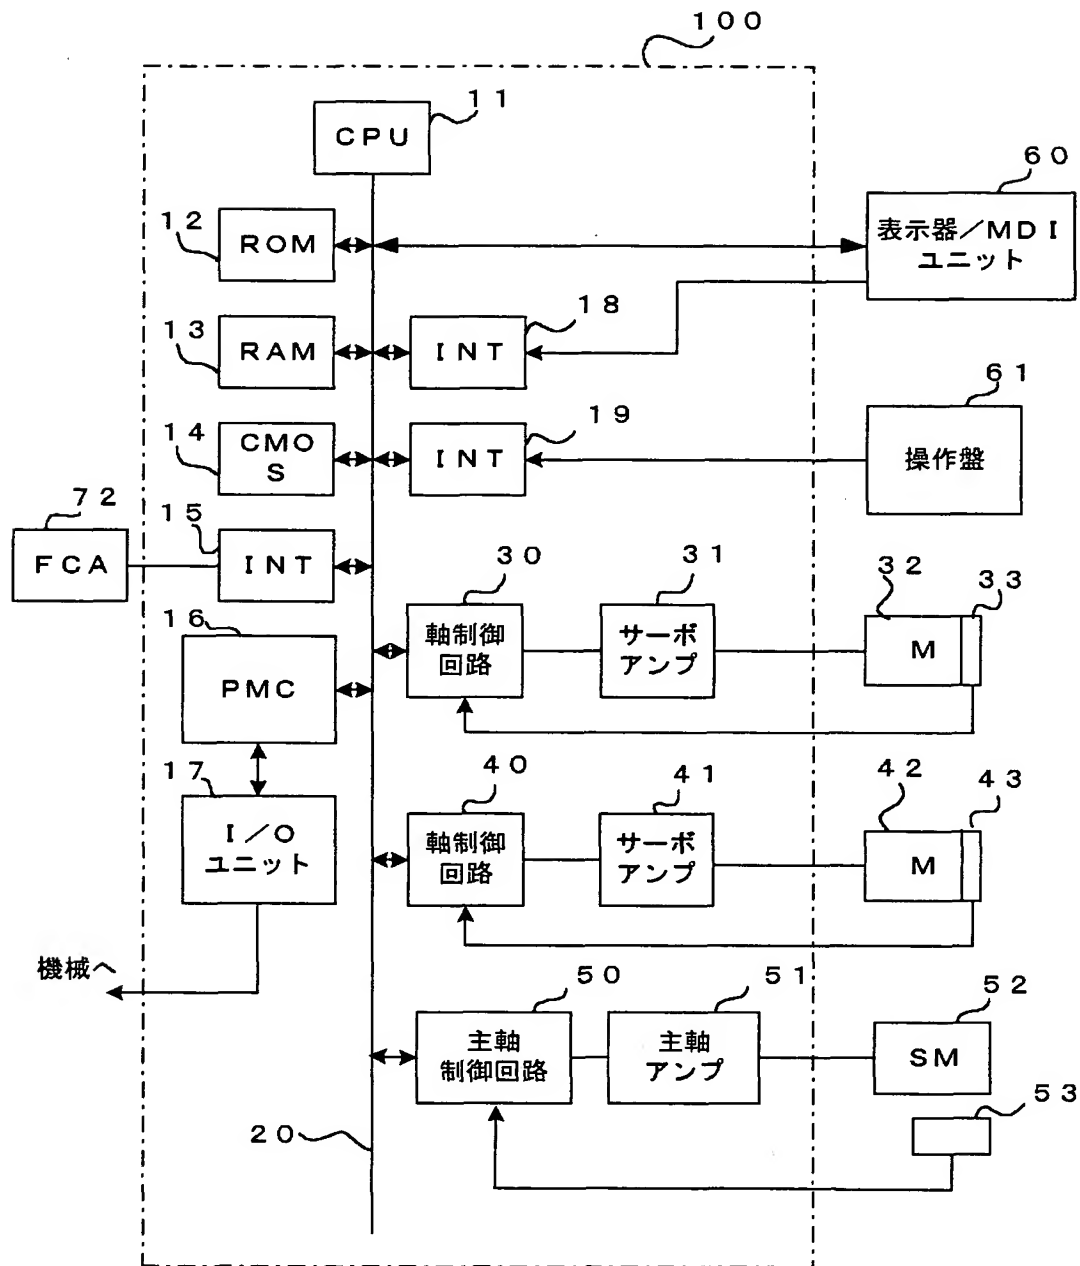 １００
１１
ＣＰＵ
６０
１２
ＲＯＭ
表示器／ＭＤＩ
ユニット
１３
ＲＡＭ
１８
ＩＮＴ
６１
１４
ＣＭＯ
Ｓ
１９
ＩＮＴ
操作盤
７２
ＦＣＡ
１５
ＩＮＴ
３０
軸制御
回路
３１
サーボ
アンプ
３２
Ｍ
３３
１６
ＰＭＣ
１７
Ｉ／Ｏ
ユニット
４０
軸制御
回路
４１
サーボ
アンプ
４２
Ｍ
４３
機械へ
５０
主軸
制御回路
５１
主軸
アンプ
５２
ＳＭ
５３
２０